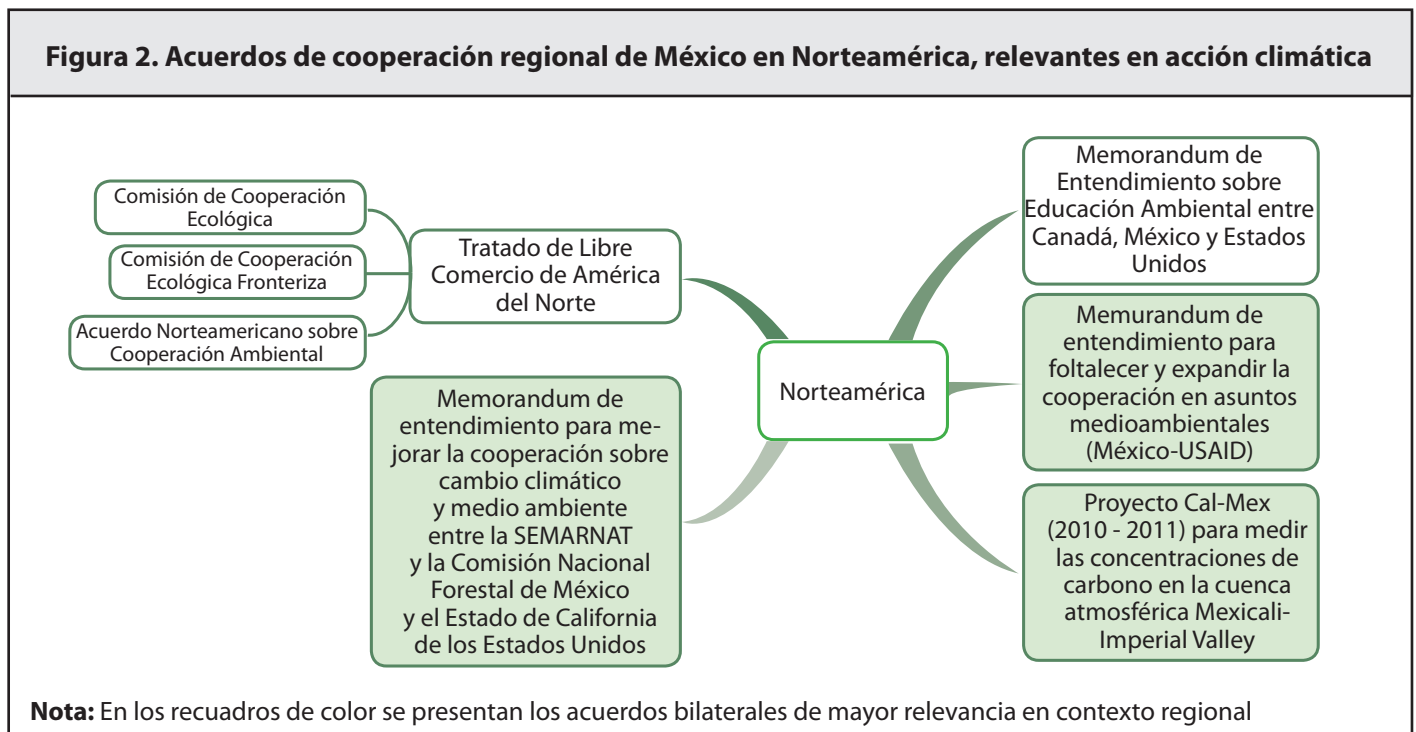 Figura 2. Acuerdos de cooperación regional de México en Norteamérica, relevantes en acción climática
Comisión de Cooperación
Ecológica
Comisión de Cooperación
Ecológica Fronteriza
Acuerdo Norteamericano sobre
Cooperación Ambiental
Tratado de Libre
Comercio de América
del Norte
Memorandum de
entendimiento para me-
jorar la cooperación sobre
cambio climático
y medio ambiente
entre la SEMARNAT
y la Comisión Nacional
Forestal de México
y el Estado de California
de los Estados Unidos
Norteamérica
Memorandum de
Entendimiento sobre
Educación Ambiental entre
Canadá, México y Estados
Unidos
Memurandum de
entendimiento para
foltalecer y expandir la
cooperación en asuntos
medioambientales
(México-USAID)
Proyecto Cal-Mex
(2010 - 2011) para medir
las concentraciones de
carbono en la cuenca
atmosférica Mexicali-
Imperial Valley
Nota: En los recuadros de color se presentan los acuerdos bilaterales de mayor relevancia en contexto regional